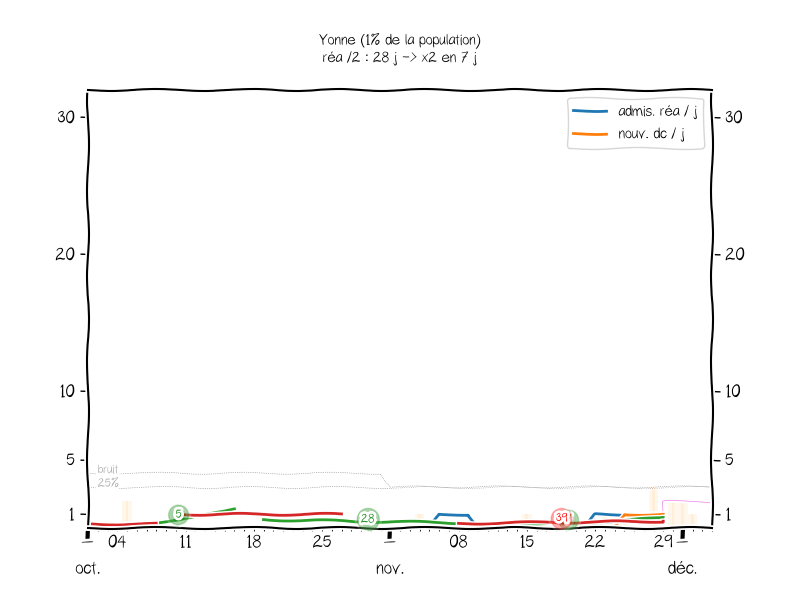 Yonne (1% de la population)
réa /2 : 28 j -> x2 en 7 j
admis. réa / j
nouv. dc / j
30
30
20
20
10
10
5
5
bruit
25%
1
1
5
28
39
04
11
18
25
08
15
22
29
oct.
nov.
déc.